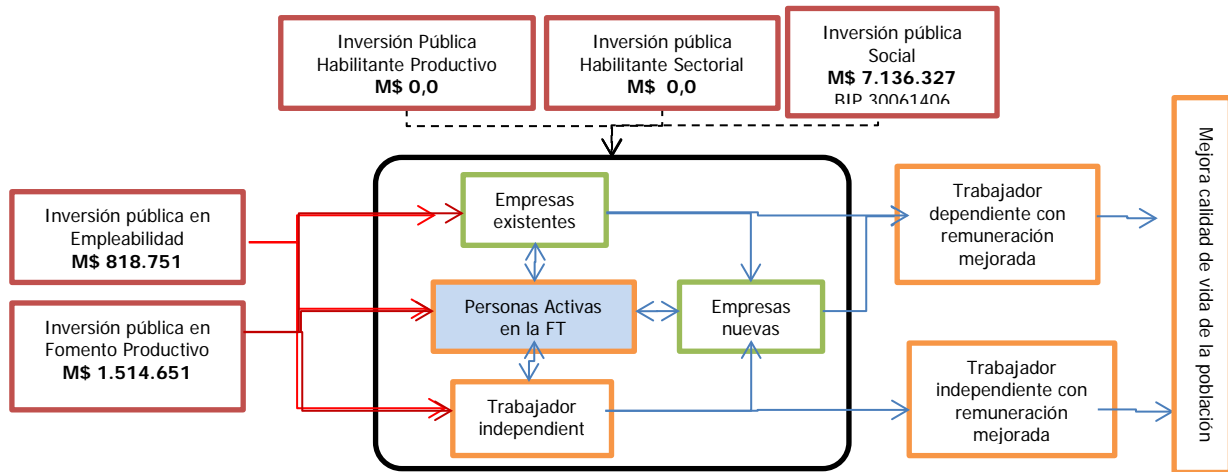 Inversión Pública
Habilitante Productivo
M$ 0,0
Inversión pública
Habilitante Sectorial
M$ 0,0
Inversión pública
Social
M$ 7.136.327
BIP 30061406
Inversión pública en
Empleabilidad
M$ 818.751
Inversión pública en
Fomento Productivo
M$ 1.514.651
Empresas
existentes
Personas Activas
en la FT
Empresas
nuevas
Trabajador
independient
Trabajador
dependiente con
remuneración
mejorada
Trabajador
independiente con
remuneración
mejorada
Mejora calidad de vida de la población